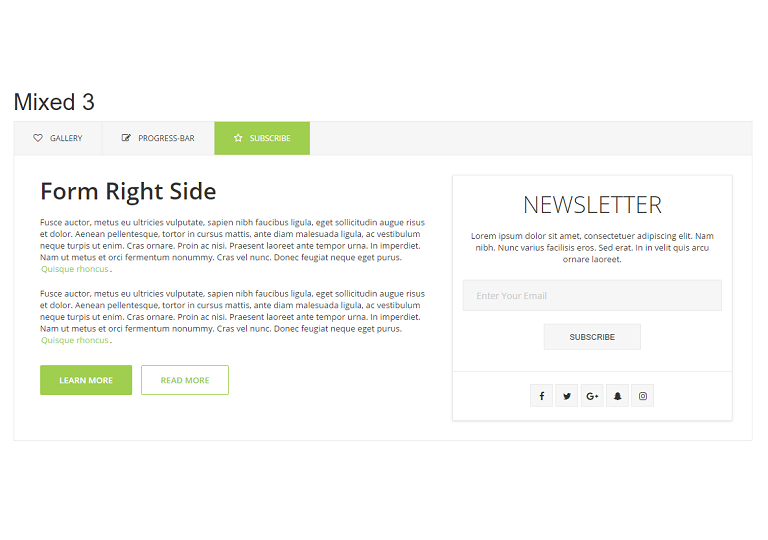 Mixed 3
GALLERY
PROGRESS-BAR
SUBSCRIBE
Form Right Side
Fusce auctor, metus eu ultricies vulputate, sapien nibh faucibus ligula, eget sollicitudin augue risus
et dolor. Aenean pellentesque, tortor in cursus mattis, ante diam malesuada ligula, ac vestibulum
neque turpis ut enim. Cras ornare. Proin ac nisi. Praesent laoreet ante tempor urna. In imperdiet.
Nam ut metus et orci fermentum nonummy. Cras vel nunc. Donec feugiat neque eget purus.
Quisque rhoncus.
Fusce auctor, metus eu ultricies vulputate, sapien nibh faucibus ligula, eget sollicitudin augue risus
et dolor. Aenean pellentesque, tortor in cursus mattis, ante diam malesuada ligula, ac vestibulum
neque turpis ut enim. Cras ornare. Proin ac nisi. Praesent laoreet ante tempor urna. In imperdiet.
Nam ut metus et orci fermentum nonummy. Cras vel nunc. Donec feugiat neque eget purus.
Quisque rhoncus.
LEARN MORE
READ MORE
NEWSLETTER
Lorem ipsum dolor sit amet, consectetuer adipiscing elit. Nam
nibh. Nunc varius facilisis eros. Sed erat. In in velit quis arcu
ornare laoreet.
Enter Your Email
SUBSCRIBE